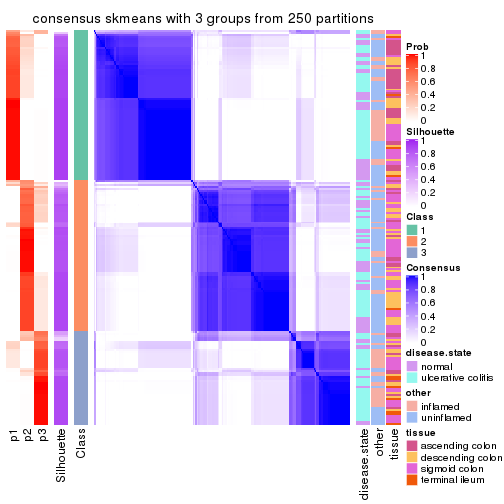 consensus skmeans with 3 groups from 250 partitions
Prob
1
0.8
0.6
0.4
0.2
0
Silhouette
1
0.8
0.6
0.4
0.2
0
Class
1
2
3
Consensus
1
0.8
0.6
0.4
0.2
0
disease.state
normal
ulcerative colitis
other
inflamed
uninflamed
tissue
ascending colon
descending colon
sigmoid colon
terminal ileum
p1
p2
p3
Silhouette
Class
disease.state
other
tissue